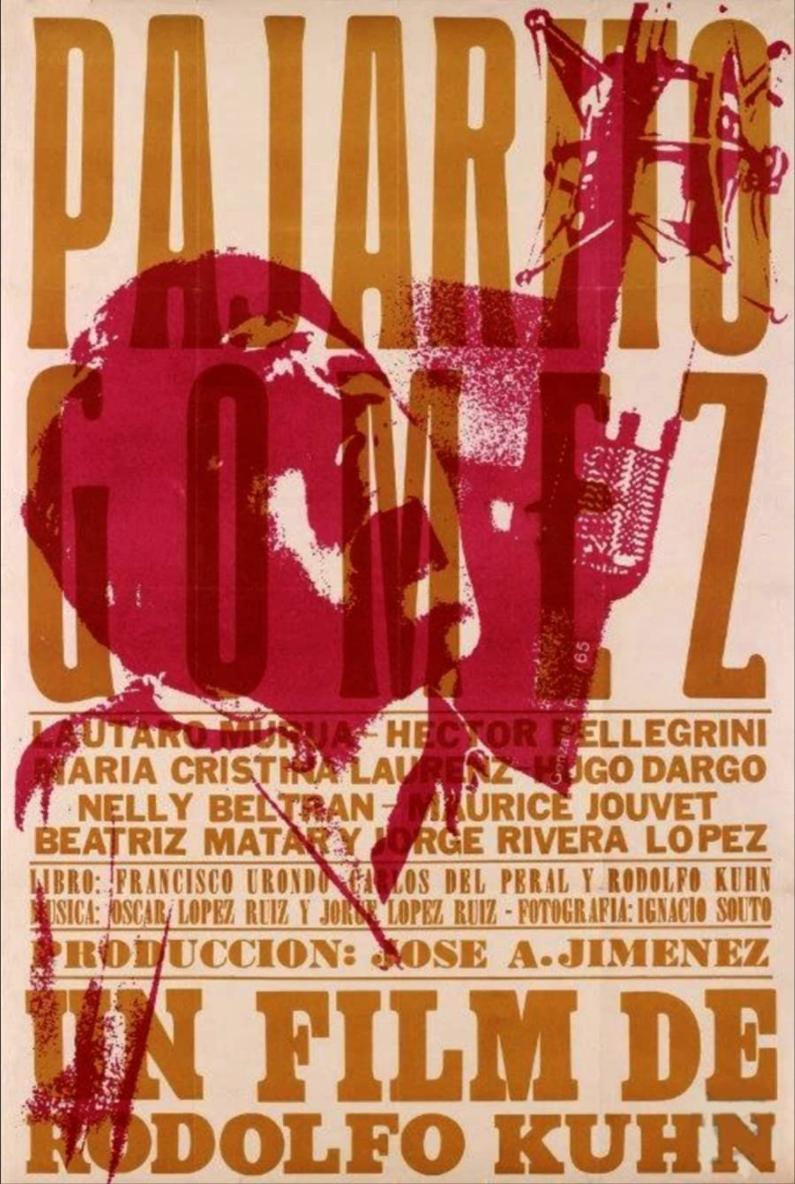 PAJARITO
GOMEZ
65
LAUTARO MURUA - HECTOR PELLEGRINI
MARIA CRISTINA LAURENZ - HUGO DARGO
NELLY BELTRAN - MAURICE JOUVET
BEATRIZ MATAR Y JORGE RIVERA LOPEZ
LIBRO: FRANCISCO URONDO CARLOS DEL PERAL Y RODOLFO KUHN
MUSICA: OSCAR LOPEZ RUIZ Y JORGE LOPEZ RUIZ - FOTOGRAFIA: IGNACIO SOUTO
PRODUCCION: JOSE A. JIMENEZ
UN FILM DE
RODOLFO KUHN